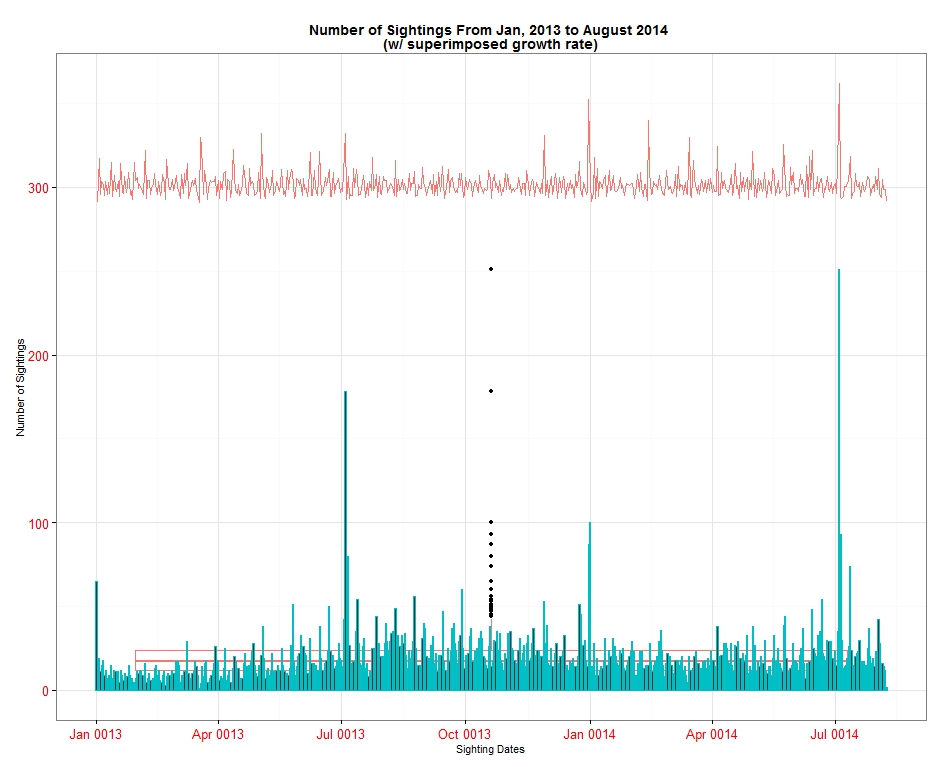 Number of Sightings From Jan, 2013 to August 2014
(w/ superimposed growth rate)
Number of Sightings
300
200
100
0
Jan 0013 Apr 0013 Jul 0013 Oct 0013 Jan 0014 Apr 0014 Jul 0014
Sighting Dates